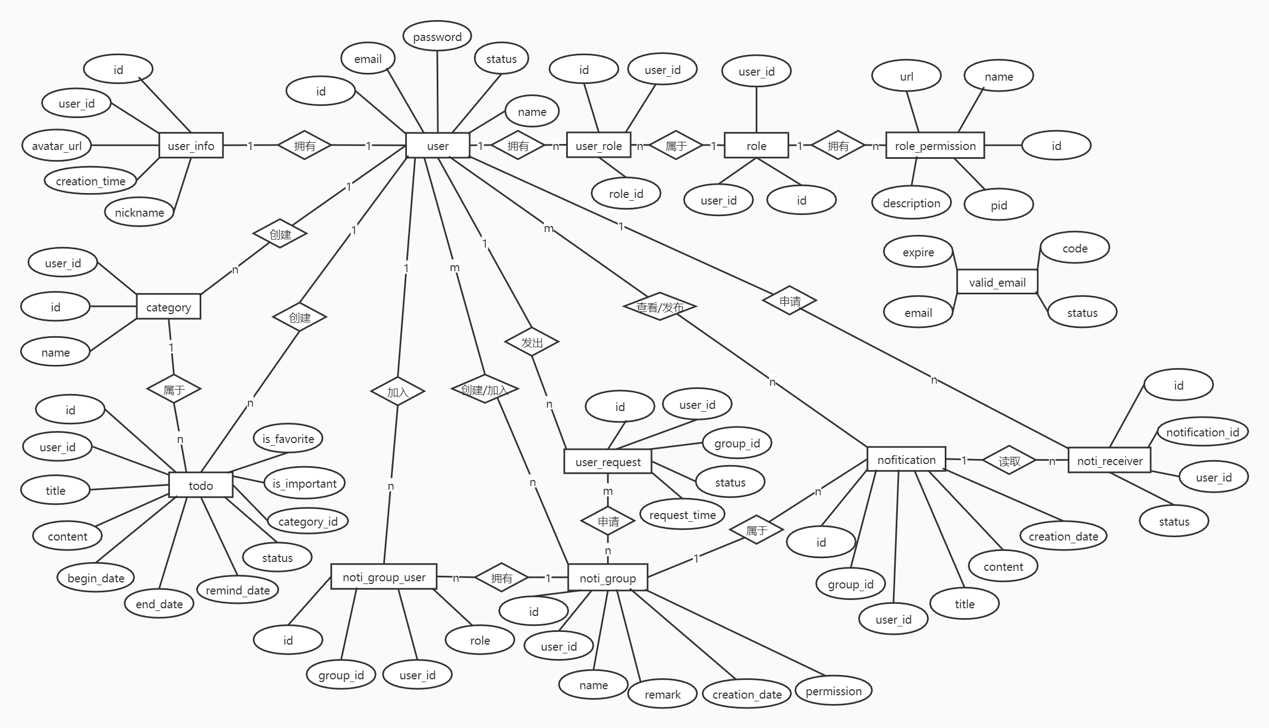 password
email
status
id
name
id
user_id
avatar_url
creation_time
nickname
user_info
1
拥有
1
user
1
拥有
n
id
user_id
user_role
role_id
n
属于
1
user_id
role
user_id
id
1
拥有
n
url
name
role_permission
id
description
pid
expire
code
valid_email
email
status
1
创建
n
user_id
id
name
category
1
属于
n
1
创建
n
1
加入
n
m
创建/加入
n
1
发出
n
m
查看/发布
n
1
申请
n
id
user_id
title
content
begin_date
end_date
remind_date
status
category_id
is_important
is_favorite
todo
id
user_id
group_id
status
request_time
user_request
m
申请
n
nofitication
1
读取
n
noti_receiver
id
notification_id
user_id
status
n
属于
1
id
group_id
user_id
title
content
creation_date
noti_group_user
n
拥有
1
noti_group
id
group_id
user_id
role
id
user_id
name
remark
creation_date
permission